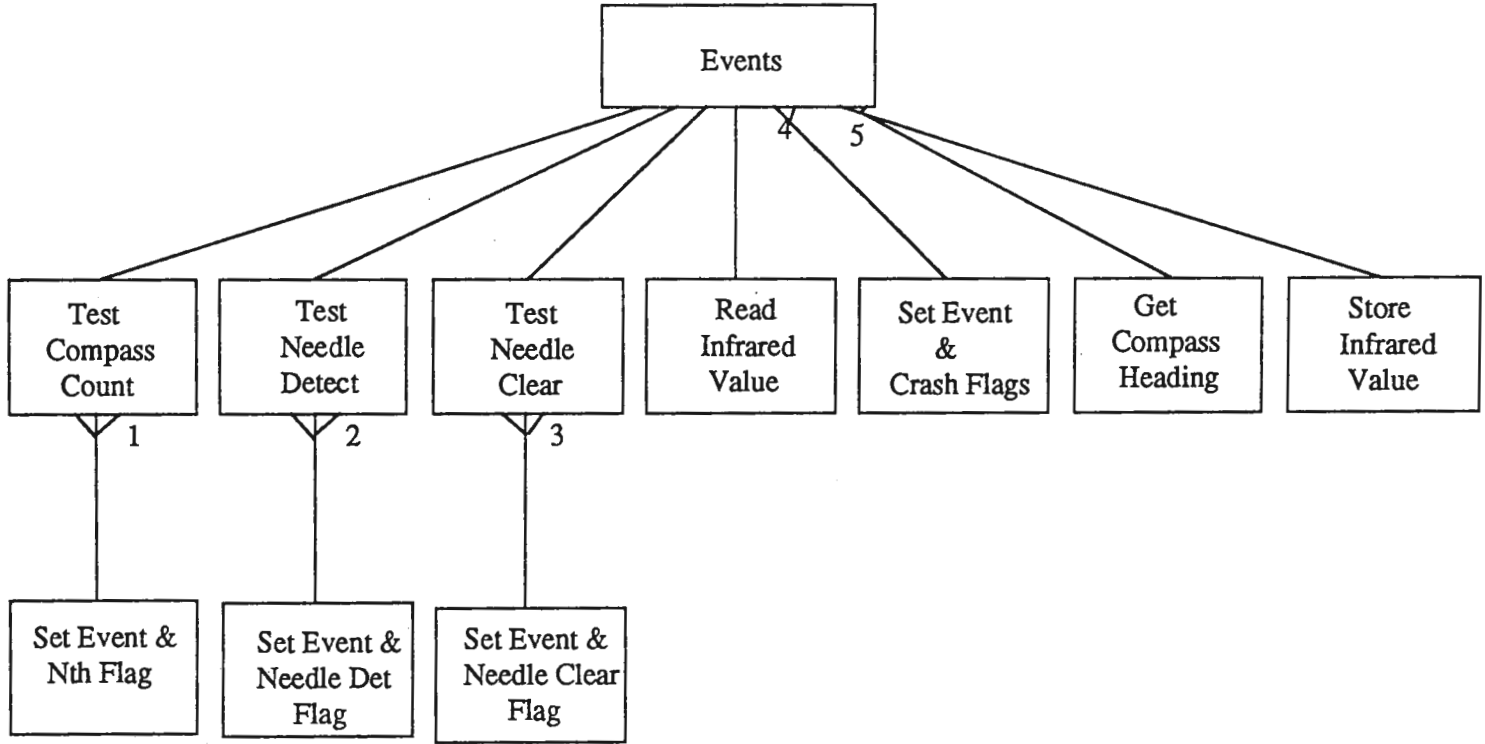 Events
4
5
Test
Compass
Count
Test
Needle
Detect
Test
Needle
Clear
Read
Infrared
Value
Set Event
&
Crash Flags
Get
Compass
Heading
Store
Infrared
Value
1
2
3
Set Event &
Nth Flag
Set Event &
Needle Det
Flag
Set Event &
Needle Clear
Flag